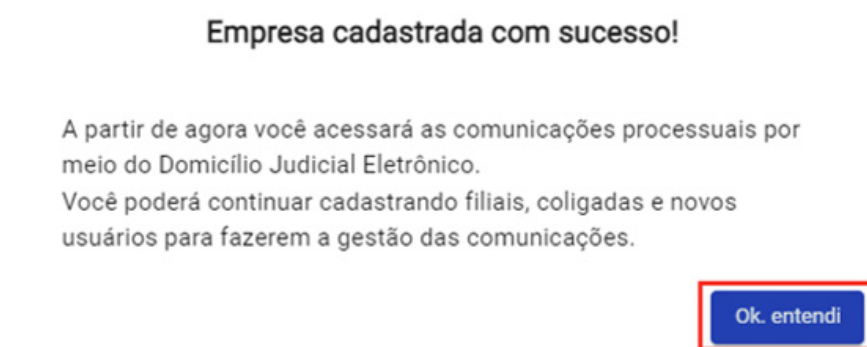 Empresa cadastrada com sucesso!
A partir de agora você acessará as comunicações processuais por
meio do Domicílio Judicial Eletrônico.
Você poderá continuar cadastrando filiais, coligadas e novos
usuários para fazerem a gestão das comunicações.
Ok. entendi